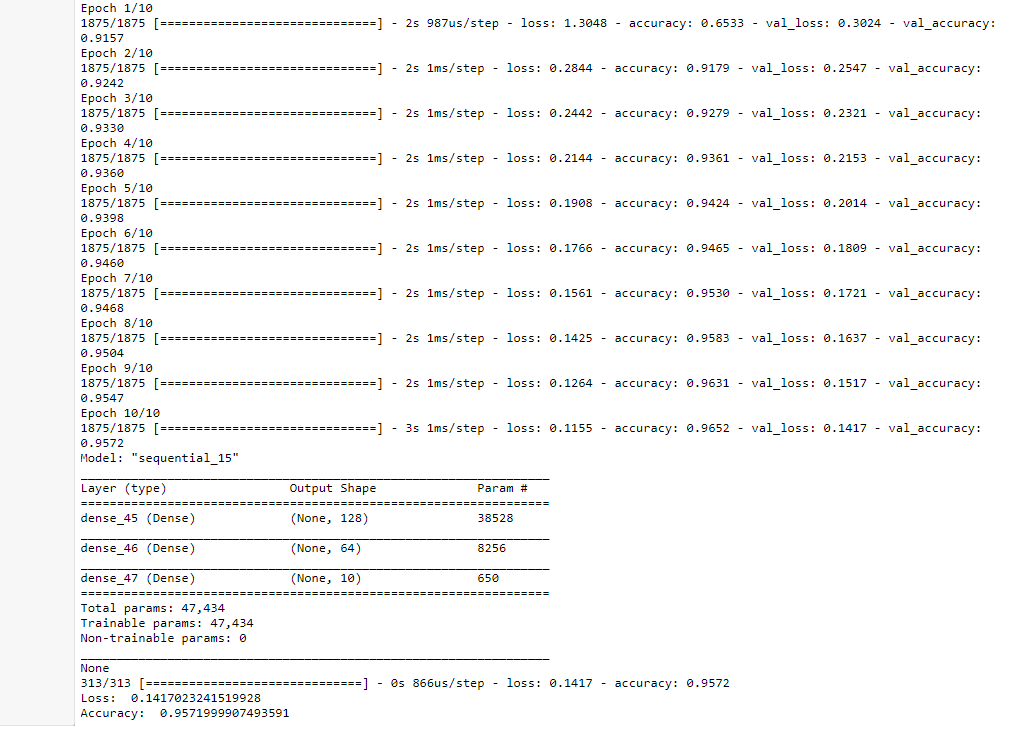 Epoch 1/10
1875/1875 [==============================] - 2s 987us/step - loss: 1.3048 - accuracy: 0.6533 - val_loss: 0.3024 - val_accuracy:
0.9157
Epoch 2/10
1875/1875 [==============================] - 2s 1ms/step - loss: 0.2844 - accuracy: 0.9179 - val_loss: 0.2547 - val_accuracy:
0.9242
Epoch 3/10
1875/1875 [==============================] - 2s 1ms/step - loss: 0.2442 - accuracy: 0.9279 - val_loss: 0.2321 - val_accuracy:
0.9330
Epoch 4/10
1875/1875 [==============================] - 2s 1ms/step - loss: 0.2144 - accuracy: 0.9361 - val_loss: 0.2153 - val_accuracy:
0.9360
Epoch 5/10
1875/1875 [==============================] - 2s 1ms/step - loss: 0.1908 - accuracy: 0.9424 - val_loss: 0.2014 - val_accuracy:
0.9398
Epoch 6/10
1875/1875 [==============================] - 2s 1ms/step - loss: 0.1766 - accuracy: 0.9465 - val_loss: 0.1809 - val_accuracy:
0.9460
Epoch 7/10
1875/1875 [==============================] - 2s 1ms/step - loss: 0.1561 - accuracy: 0.9530 - val_loss: 0.1721 - val_accuracy:
0.9468
Epoch 8/10
1875/1875 [==============================] - 2s 1ms/step - loss: 0.1425 - accuracy: 0.9583 - val_loss: 0.1637 - val_accuracy:
0.9504
Epoch 9/10
1875/1875 [==============================] - 2s 1ms/step - loss: 0.1264 - accuracy: 0.9631 - val_loss: 0.1517 - val_accuracy:
0.9547
Epoch 10/10
1875/1875 [==============================] - 3s 1ms/step - loss: 0.1155 - accuracy: 0.9652 - val_loss: 0.1417 - val_accuracy:
0.9572
Model: "sequential_15"
_________________________________________________________________
Layer (type)                 Output Shape              Param #
=================================================================
dense_45 (Dense)             (None, 128)               38528
_________________________________________________________________
dense_46 (Dense)             (None, 64)                8256
_________________________________________________________________
dense_47 (Dense)             (None, 10)                650
=================================================================
Total params: 47,434
Trainable params: 47,434
Non-trainable params: 0
_________________________________________________________________
None
313/313 [==============================] - 0s 866us/step - loss: 0.1417 - accuracy: 0.9572
Loss:  0.1417023241519928
Accuracy:  0.9571999907493591